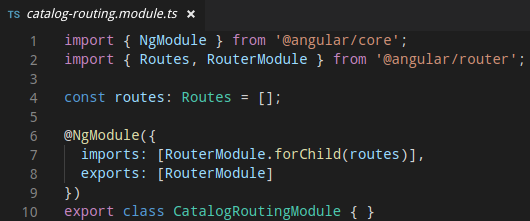 TS catalog-routing.module.ts ×
1 import { NgModule } from '@angular/core';
2 import { Routes, RouterModule } from '@angular/router';
3
4 const routes: Routes = [];
5
6 @NgModule({
7   imports: [RouterModule.forChild(routes)],
8   exports: [RouterModule]
9 })
10 export class CatalogRoutingModule { }